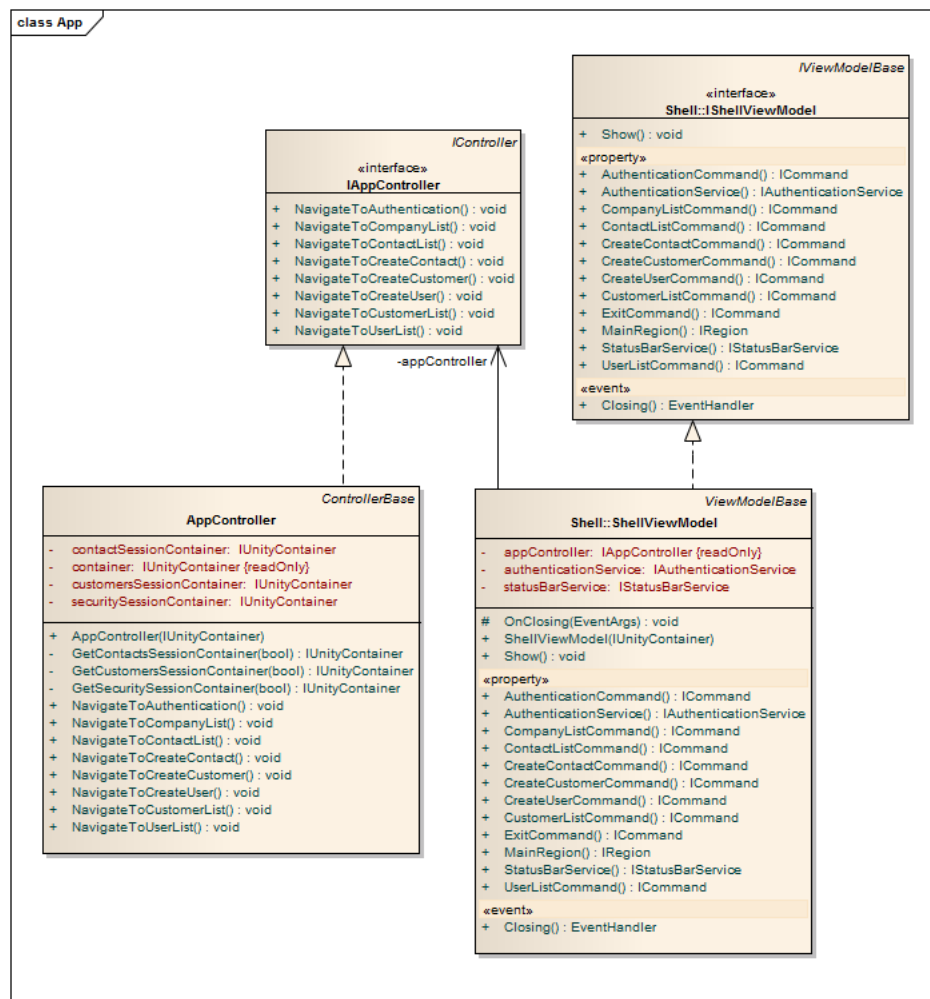 class App
IViewModelBase
«interface»
Shell::IShellViewModel
+ Show() : void
«property»
+ AuthenticationCommand() : ICommand
+ AuthenticationService() : IAuthenticationService
+ CompanyListCommand() : ICommand
+ ContactListCommand() : ICommand
+ CreateContactCommand() : ICommand
+ CreateCustomerCommand() : ICommand
+ CreateUserCommand() : ICommand
+ CustomerListCommand() : ICommand
+ ExitCommand() : ICommand
+ MainRegion() : IRegion
+ StatusBarService() : IStatusBarService
+ UserListCommand() : ICommand
«event»
+ Closing() : EventHandler
IController
«interface»
IAppController
+ NavigateToAuthentication() : void
+ NavigateToCompanyList() : void
+ NavigateToContactList() : void
+ NavigateToCreateContact() : void
+ NavigateToCreateCustomer() : void
+ NavigateToCreateUser() : void
+ NavigateToCustomerList() : void
+ NavigateToUserList() : void
-appController
ControllerBase
AppController
- contactSessionContainer: IUnityContainer
- container: IUnityContainer {readOnly}
- customersSessionContainer: IUnityContainer
- securitySessionContainer: IUnityContainer
+ AppController(IUnityContainer)
- GetContactsSessionContainer(bool) : IUnityContainer
- GetCustomersSessionContainer(bool) : IUnityContainer
- GetSecuritySessionContainer(bool) : IUnityContainer
+ NavigateToAuthentication() : void
+ NavigateToCompanyList() : void
+ NavigateToContactList() : void
+ NavigateToCreateContact() : void
+ NavigateToCreateCustomer() : void
+ NavigateToCreateUser() : void
+ NavigateToCustomerList() : void
+ NavigateToUserList() : void
ViewModelBase
Shell::ShellViewModel
- appController: IAppController {readOnly}
- authenticationService: IAuthenticationService
- statusBarService: IStatusBarService
# OnClosing(EventArgs) : void
+ ShellViewModel(IUnityContainer)
+ Show() : void
«property»
+ AuthenticationCommand() : ICommand
+ AuthenticationService() : IAuthenticationService
+ CompanyListCommand() : ICommand
+ ContactListCommand() : ICommand
+ CreateContactCommand() : ICommand
+ CreateCustomerCommand() : ICommand
+ CreateUserCommand() : ICommand
+ CustomerListCommand() : ICommand
+ ExitCommand() : ICommand
+ MainRegion() : IRegion
+ StatusBarService() : IStatusBarService
+ UserListCommand() : ICommand
«event»
+ Closing() : EventHandler